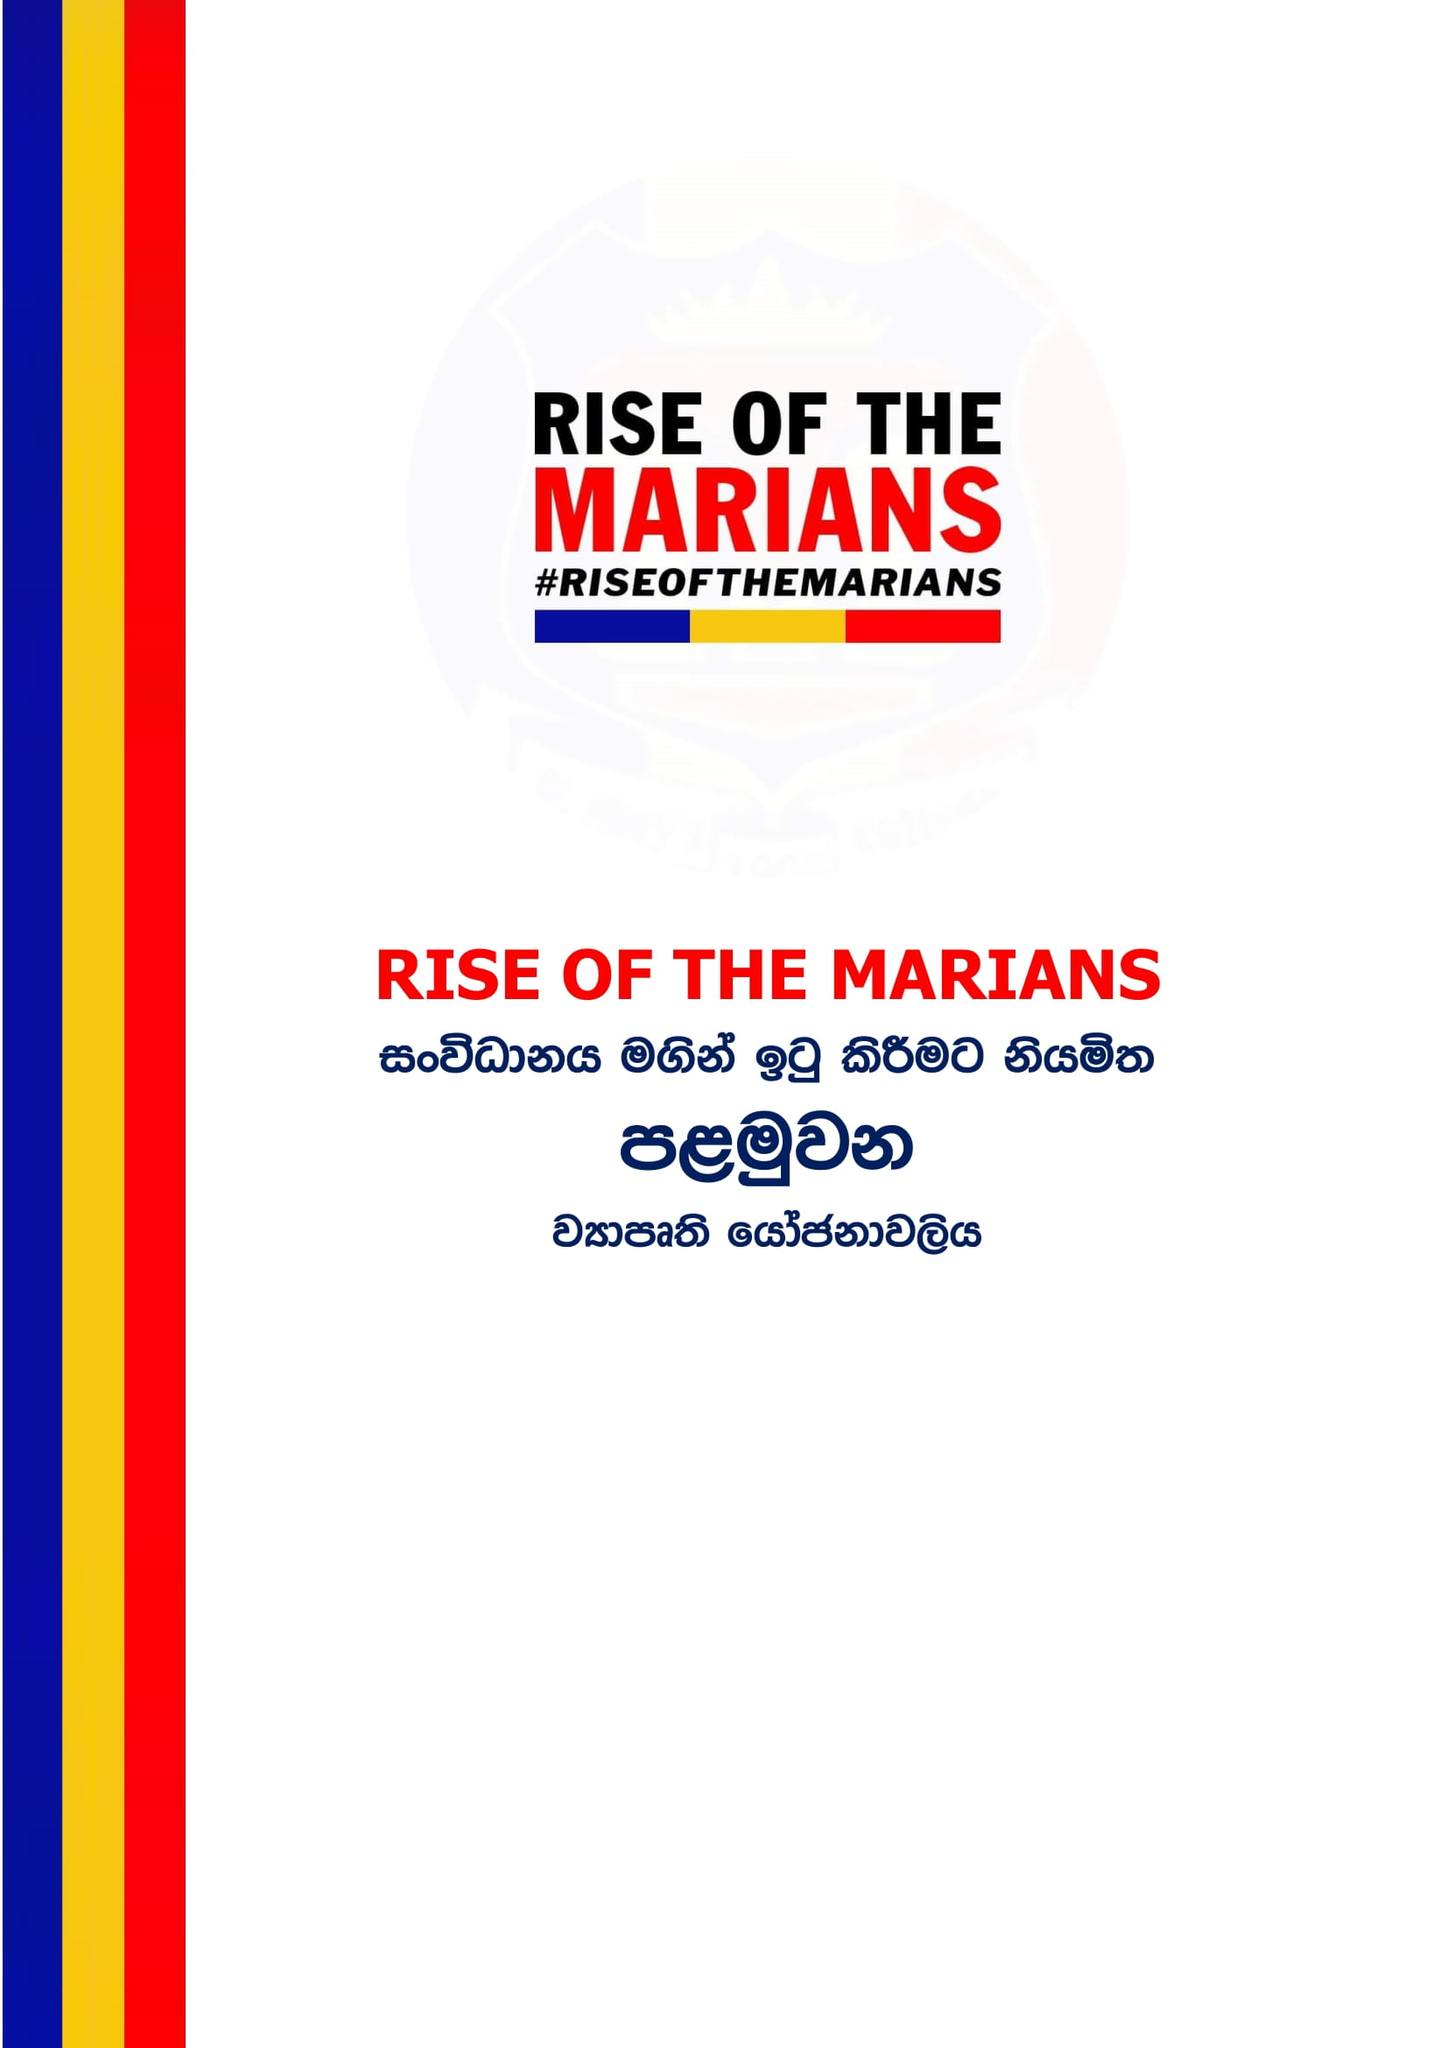 RISE OF THE
MARIANS
#RISEOFTHEMARIANS
RISE OF THE MARIANS
සංවිධානය මගින් ඉටු කිරීමට නියමිත
පළමුවන
ව්‍යාපෘති යෝජනාවලිය